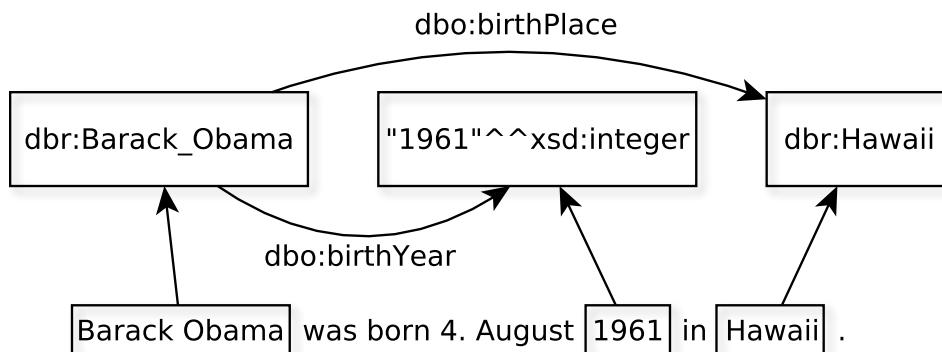 dbo:birthPlace
dbr:Barack_Obama "1961"^^xsd:integer dbr:Hawaii
dbo:birthYear
Barack Obama was born 4. August 1961 in Hawaii .